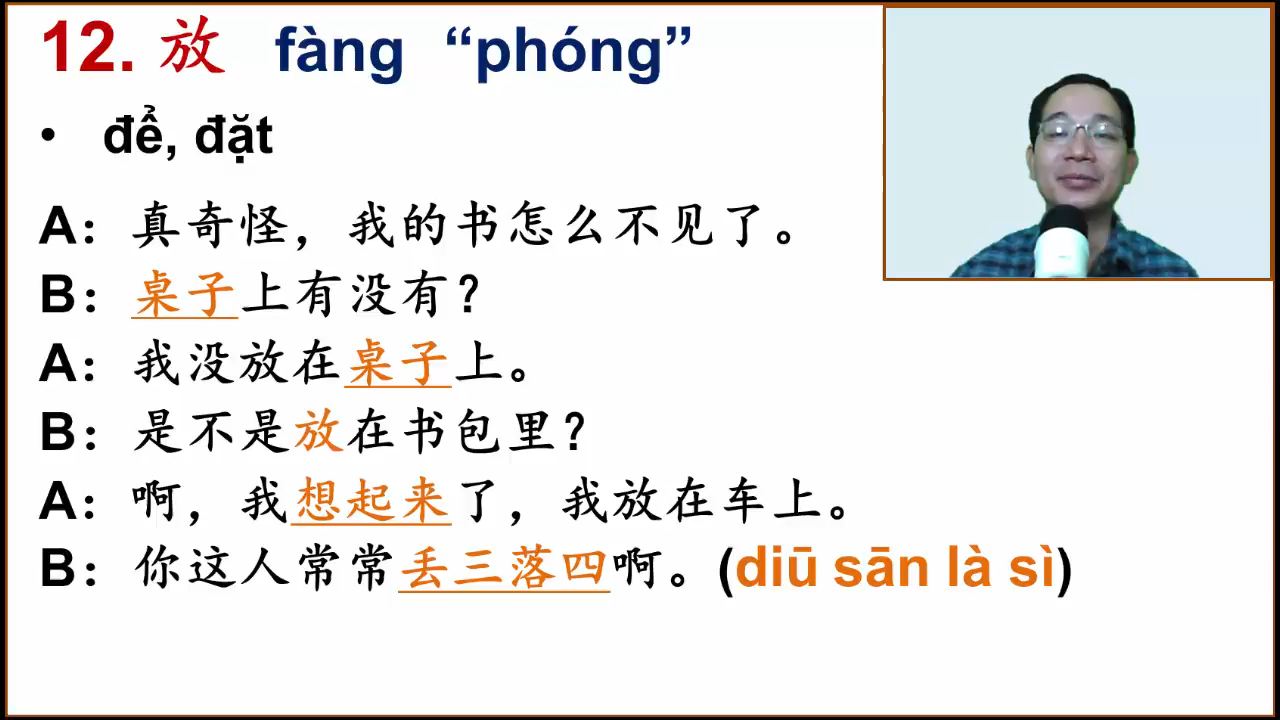 12. 放 fàng “phóng”
• để, đặt
A：真奇怪，我的书怎么不见了。
B：桌子上有没有？
A：我没放在桌子上。
B：是不是放在书包里？
A：啊，我想起来了，我放在车上。
B：你这人常常丢三落四啊。(diū sān là sì)